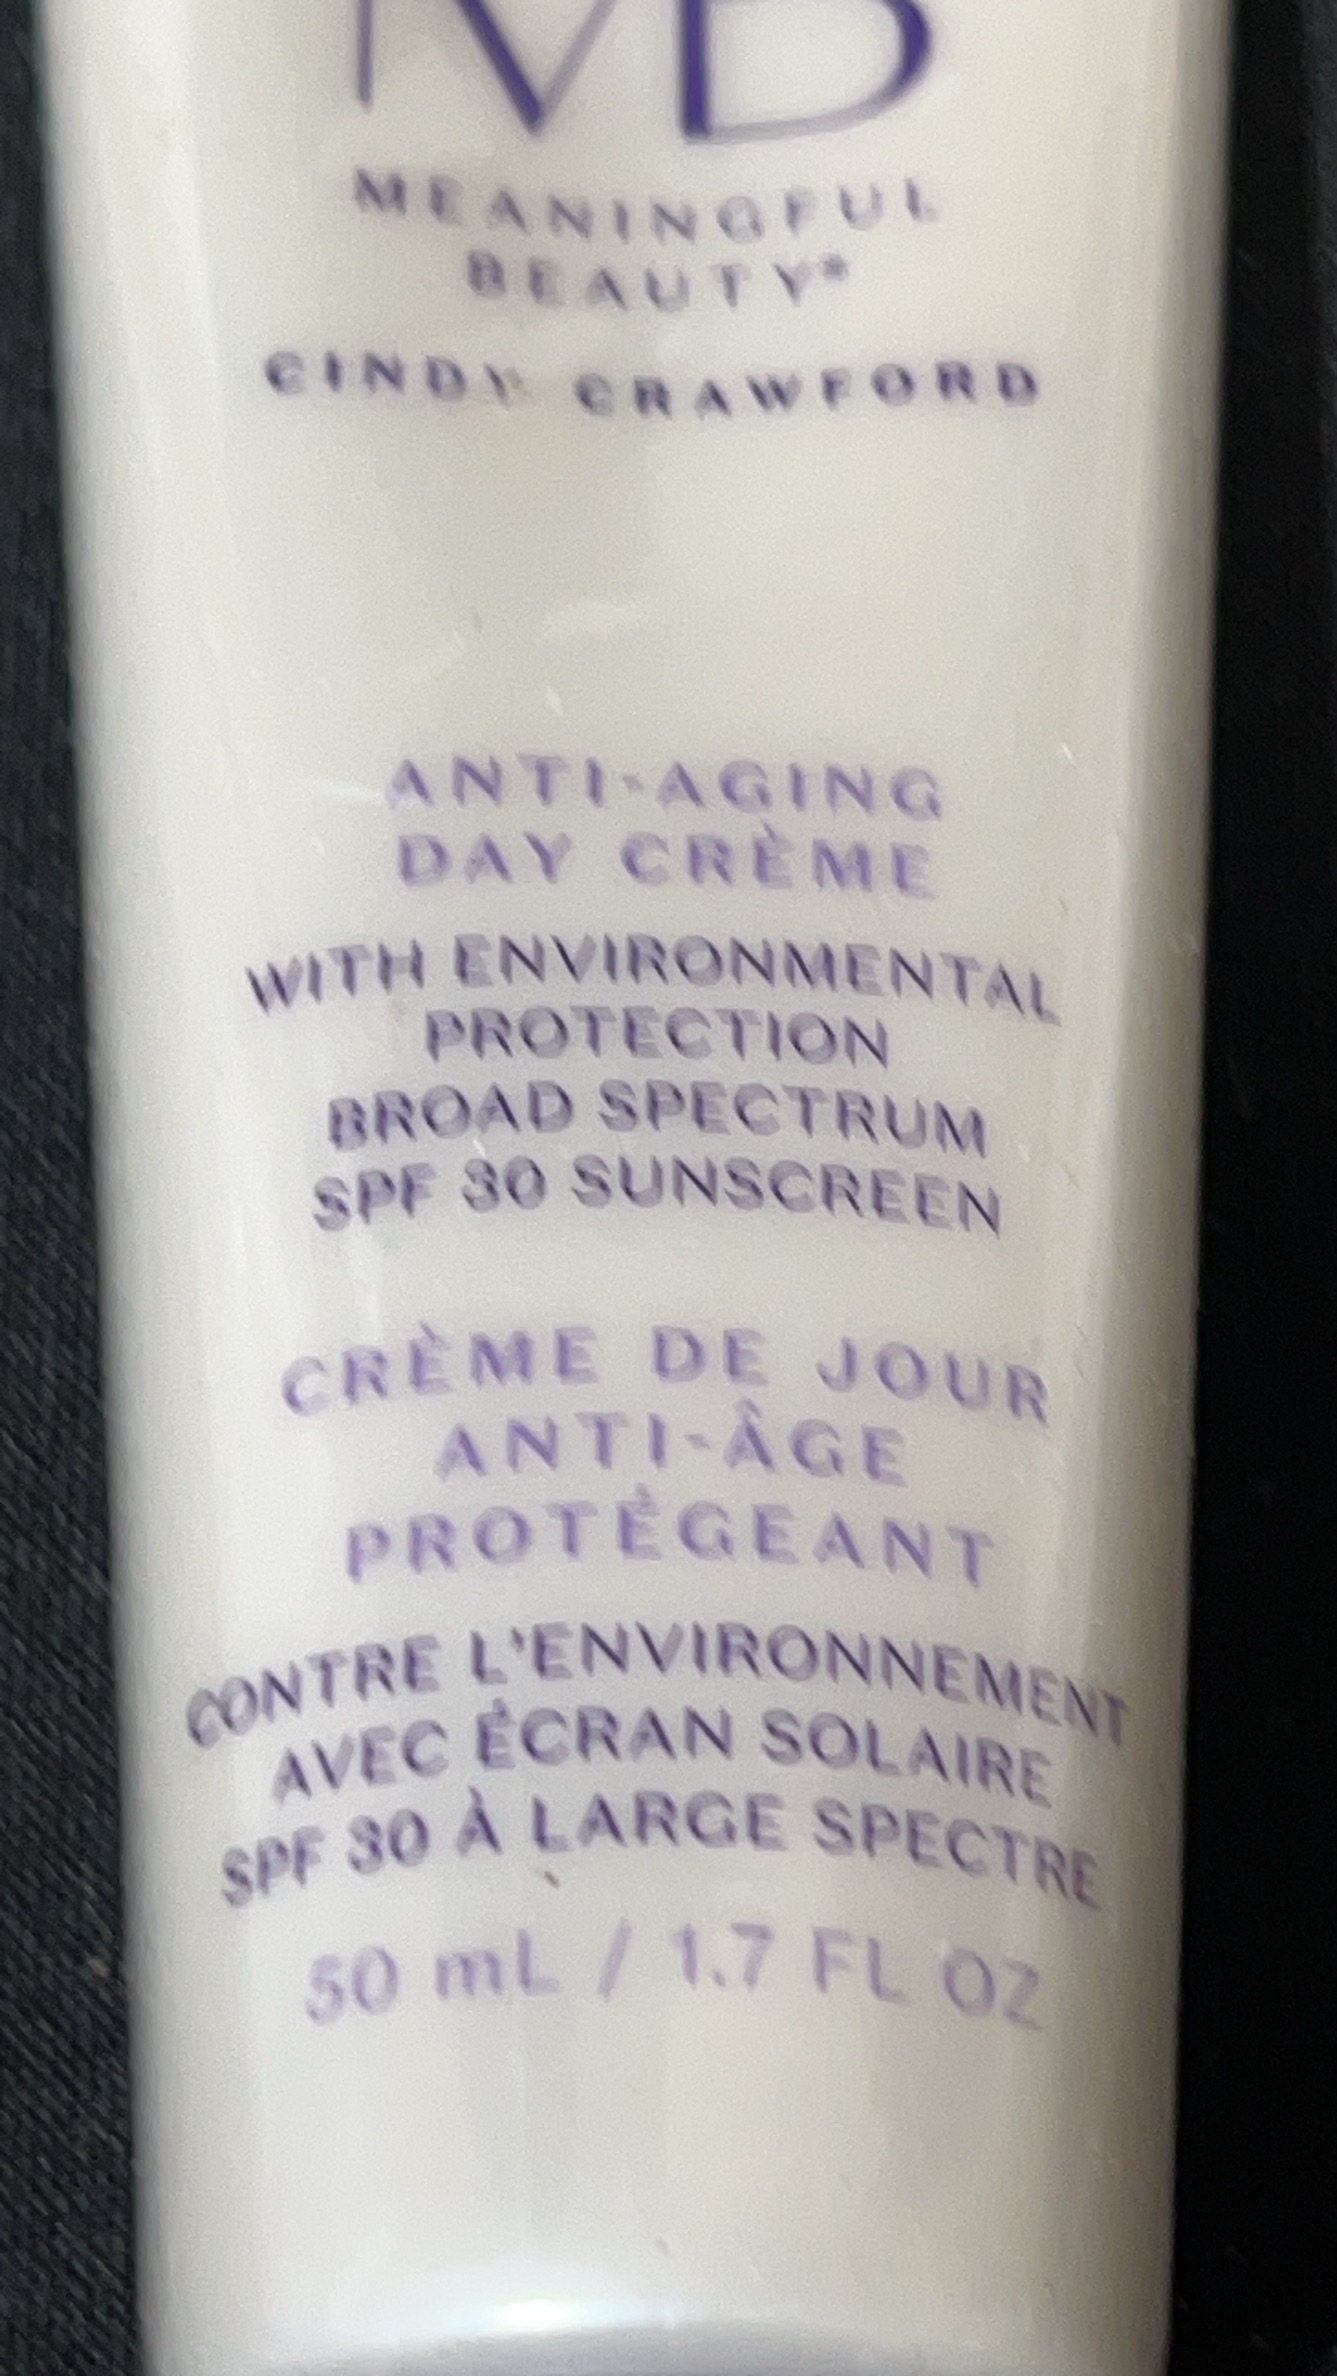 MB
MEANINGFUL
BEAUTY®
CINDY CRAWFORD
ANTI-AGING
DAY CRÈME
WITH ENVIRONMENTAL
PROTECTION
BROAD SPECTRUM
SPF 30 SUNSCREEN
CRÈME DE JOUR
ANTI-ÂGE
PROTÉGEANT
CONTRE L'ENVIRONNEMENT
AVEC ÉCRAN SOLAIRE
SPF 30 À LARGE SPECTRE
50 mL / 1.7 FL OZ